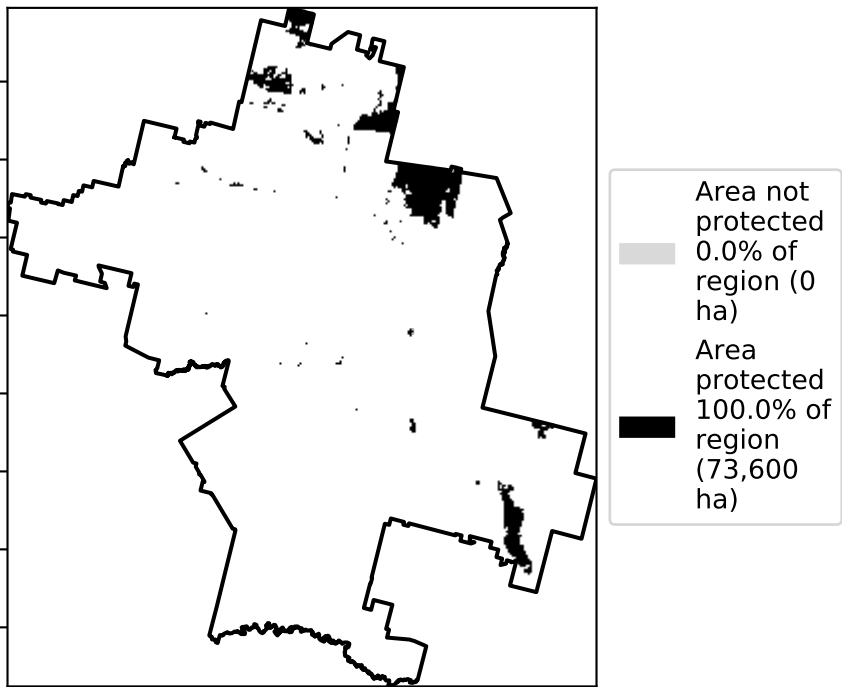 Area not
protected
0.0% of
region (0
ha)
Area
protected
100.0% of
region
(73,600
ha)